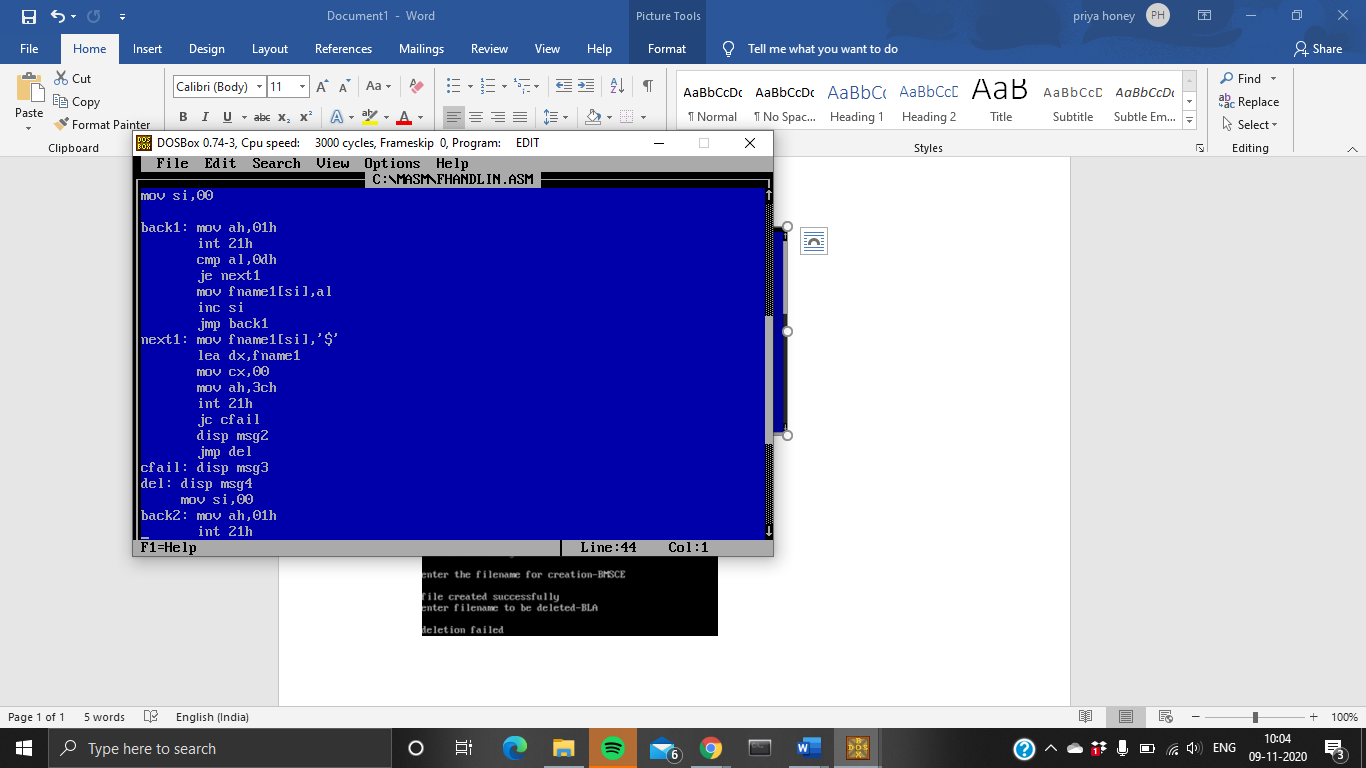 Document1 - Word
Picture Tools
priya honey
PH
File Home Insert Design Layout References Mailings Review View Help Format Tell me what you want to do Share
Paste
Cut
Copy
Format Painter
Clipboard
Calibri (Body) 11
AaBbCcDc AaBbCcDc AaBbCc AaBbCcD AaB AaBbCcD AaBbCcDc
¶ Normal ¶ No Spac... Heading 1 Heading 2 Title Subtitle Subtle Em...
Styles
Find
Replace
Select
Editing
DOSBox 0.74-3, Cpu speed: 3000 cycles, Frameskip 0, Program: EDIT
File Edit Search View Options Help
C:\MASM\FHANDLIN.ASM
mov si,00
back1: mov ah,01h
int 21h
cmp al,0dh
je next1
mov fname1[si],al
inc si
jmp back1
next1: mov fname1[si],'$'
lea dx,fname1
mov cx,00
mov ah,3ch
int 21h
jc cfail
disp msg2
jmp del
cfail: disp msg3
del: disp msg4
mov si,00
back2: mov ah,01h
int 21h
F1=Help Line:44 Col:1
enter the filename for creation-BMSCE
file created successfully
enter filename to be deleted-BLA
deletion failed
Page 1 of 1 5 words English (India) 100%
Type here to search
6
1
ENG
10:04
09-11-2020
3